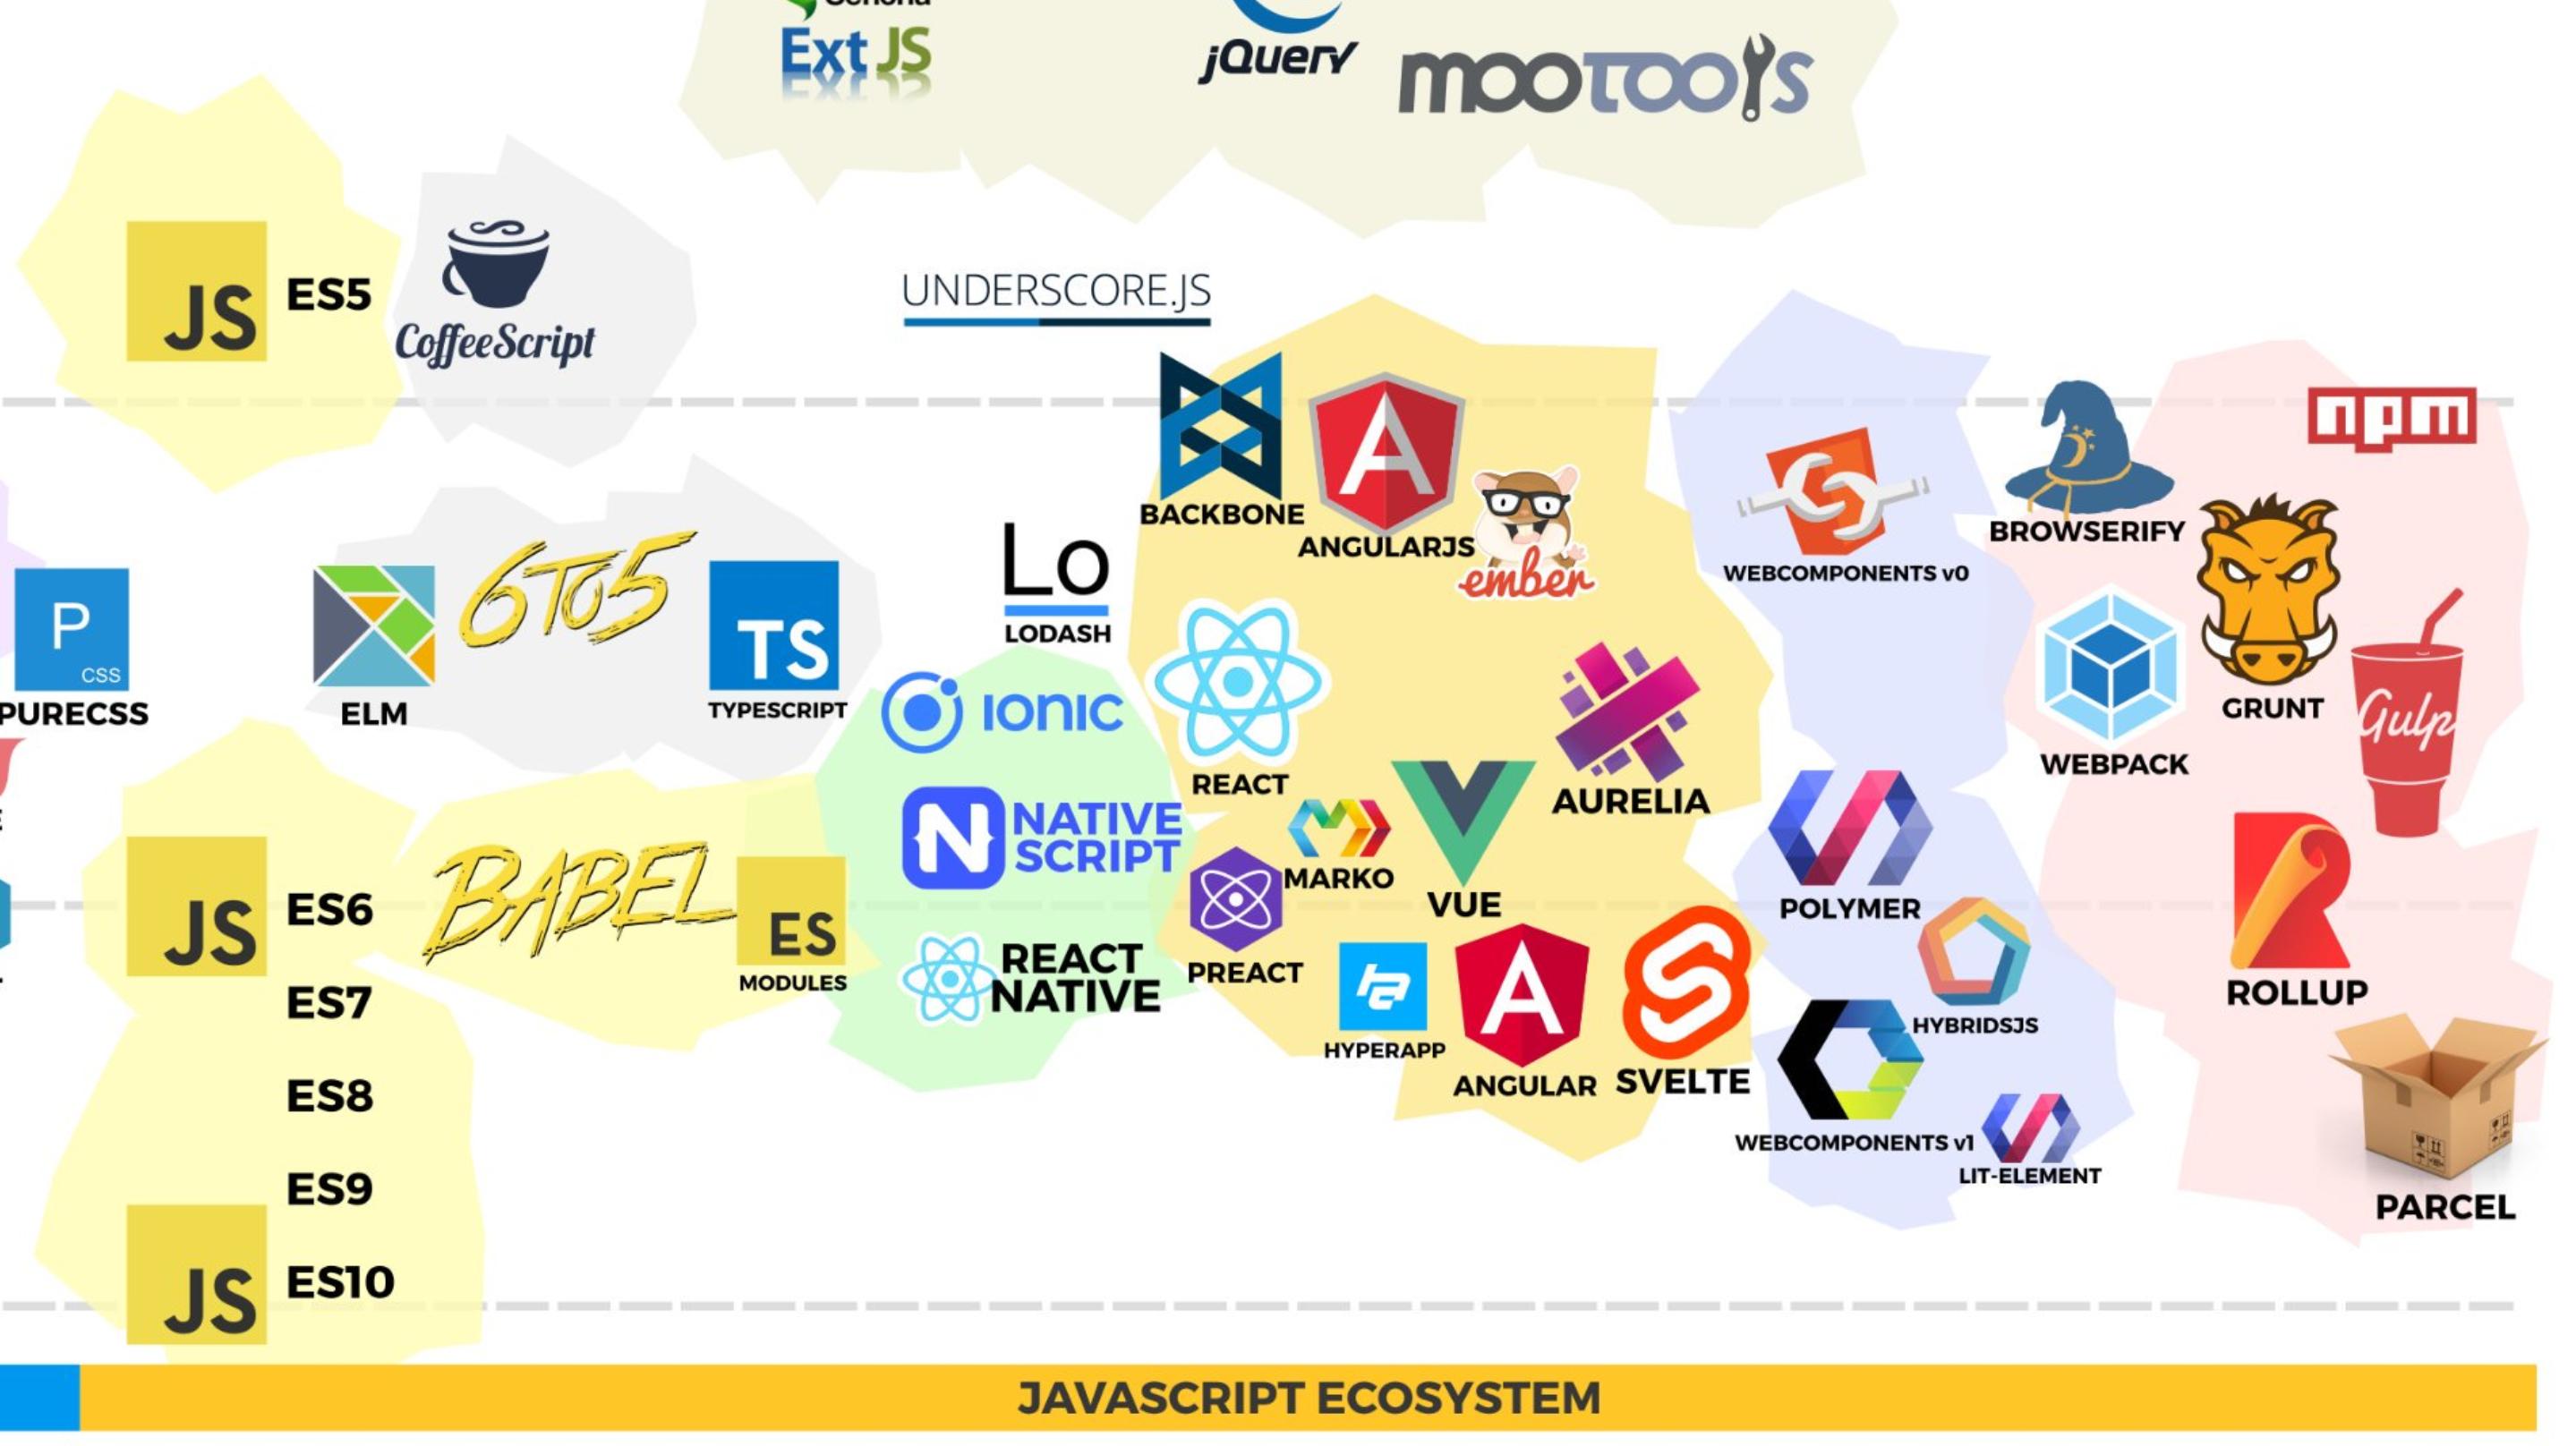 Ext JS
jQuery
mootools
JS
ES5
CoffeeScript
UNDERSCORE.JS
BACKBONE
ANGULARJS
ember
WEBCOMPONENTS v0
BROWSERIFY
npm
P
CSS
PURECSS
ELM
6TO5
TS
TYPESCRIPT
Lo
LODASH
IONIC
REACT
AURELIA
WEBPACK
GRUNT
Gulp
JS
ES6
BABEL
ES
MODULES
N
NATIVE
SCRIPT
MARKO
VUE
POLYMER
ROLLUP
ES7
REACT
NATIVE
PREACT
HYPERAPP
ANGULAR
SVELTE
HYBRIDSJS
WEBCOMPONENTS v1
LIT-ELEMENT
PARCEL
ES8
ES9
JS
ES10
JAVASCRIPT ECOSYSTEM